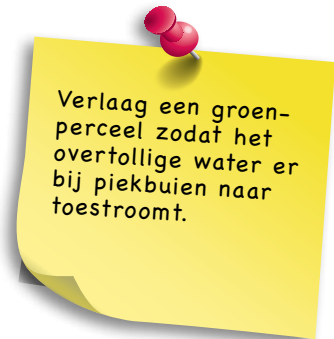 Verlaag een groen-
perceel zodat het
overtollige water er
bij piekbuien naar
toestroomt.